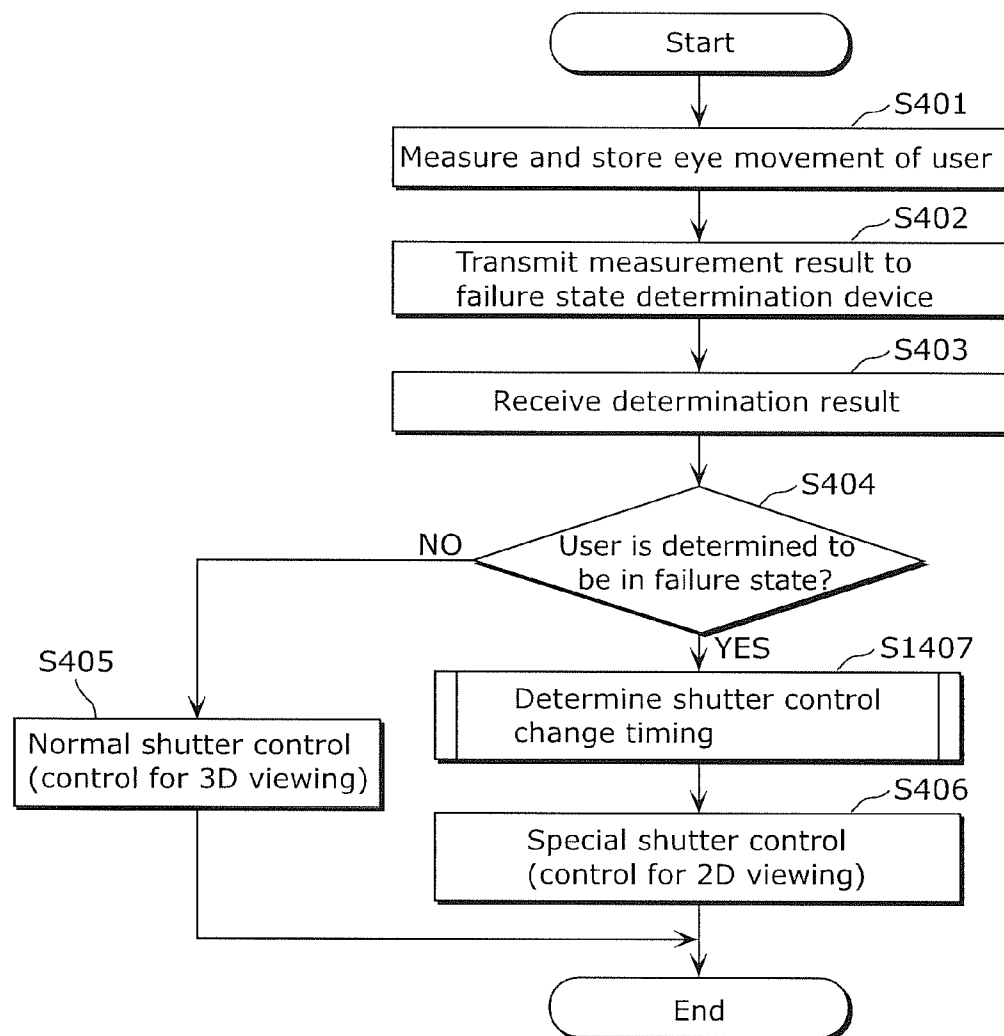 Start
S401
Measure and store eye movement of user
S402
Transmit measurement result to
failure state determination device
S403
Receive determination result
S404
NO
User is determined to
be in failure state?
YES
S405
S1407
Normal shutter control
(control for 3D viewing)
Determine shutter control
change timing
S406
Special shutter control
(control for 2D viewing)
End